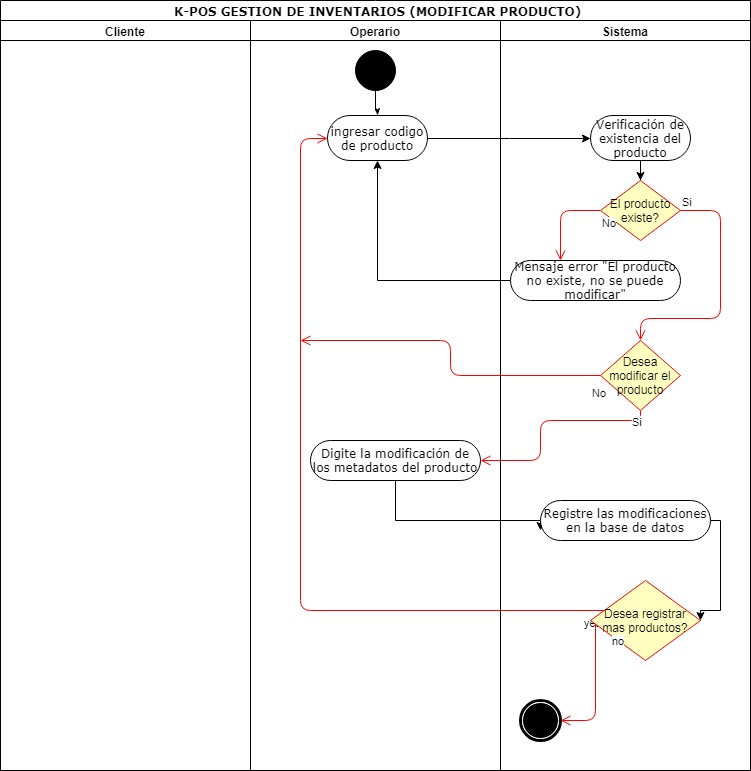 K-POS GESTION DE INVENTARIOS (MODIFICAR PRODUCTO)
Cliente
Operario
Sistema
ingresar codigo
de producto
Verificación de
existencia del
producto
El producto
existe?
Si
No
Mensaje error "El producto
no existe, no se puede
modificar"
Desea
modificar el
producto
No
Si
Digite la modificación de
los metadatos del producto
Registre las modificaciones
en la base de datos
Desea registrar
mas productos?
yes
no